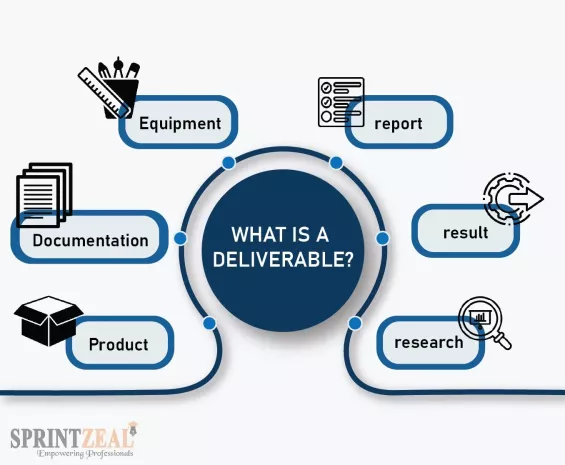 Equipment
report
WHAT IS A
DELIVERABLE?
Documentation
result
Product
research
SPRINTZEAL
Empowering Professionals